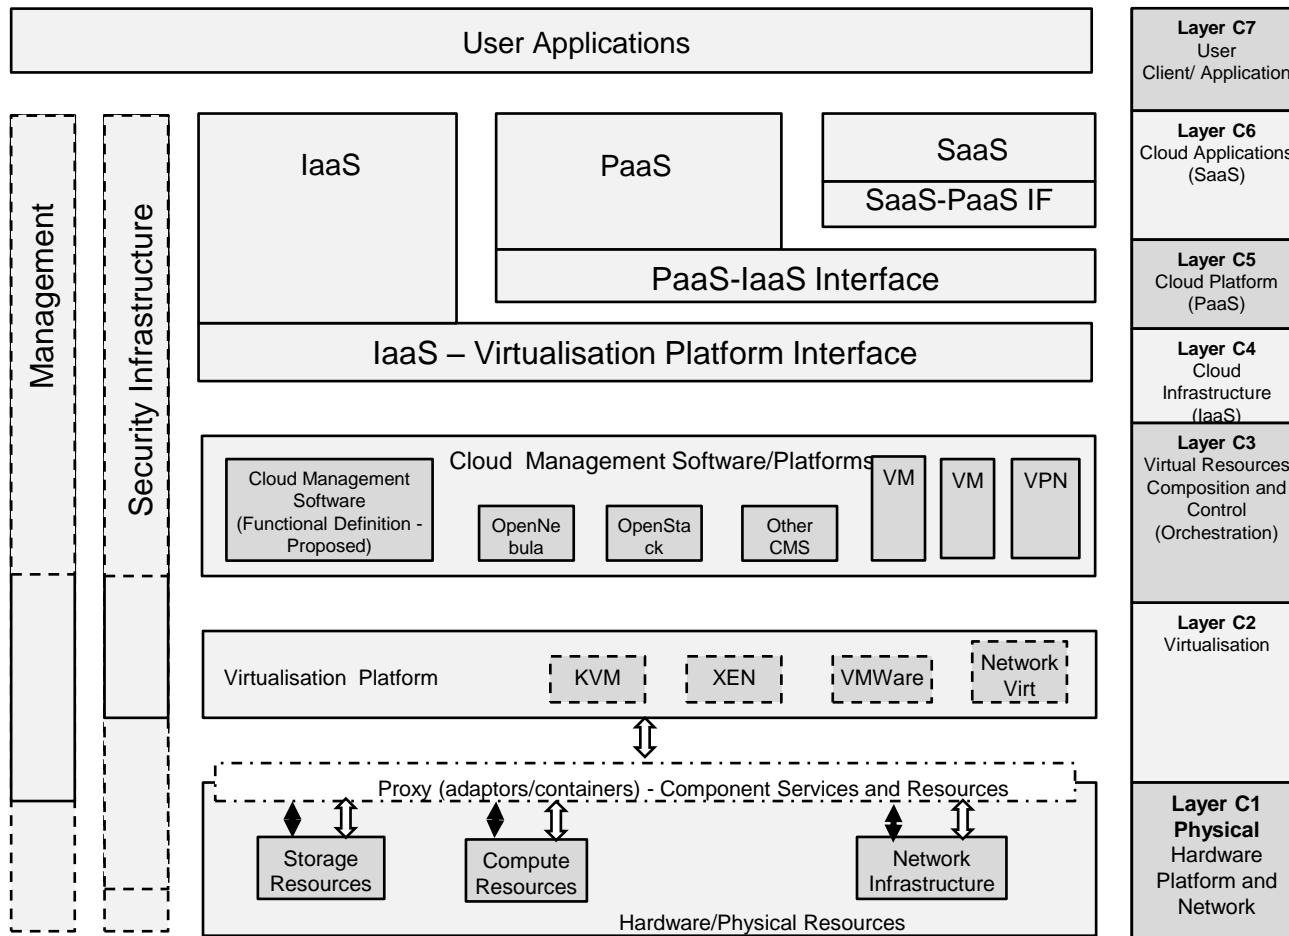 User Applications
Layer C7
User
Client/ Application
Management
Security Infrastructure
IaaS
PaaS
SaaS
SaaS-PaaS IF
PaaS-IaaS Interface
IaaS – Virtualisation Platform Interface
Layer C6
Cloud Applications
(SaaS)
Layer C5
Cloud Platform
(PaaS)
Layer C4
Cloud
Infrastructure
(IaaS)
Cloud Management Software/Platforms
Cloud Management
Software
(Functional Definition -
Proposed)
OpenNe
bula
OpenSta
ck
Other
CMS
VM
VM
VPN
Layer C3
Virtual Resources
Composition and
Control
(Orchestration)
Virtualisation Platform
KVM
XEN
VMWare
Network
Virt
Layer C2
Virtualisation
Proxy (adaptors/containers) - Component Services and Resources
Storage
Resources
Compute
Resources
Network
Infrastructure
Hardware/Physical Resources
Layer C1
Physical
Hardware
Platform and
Network